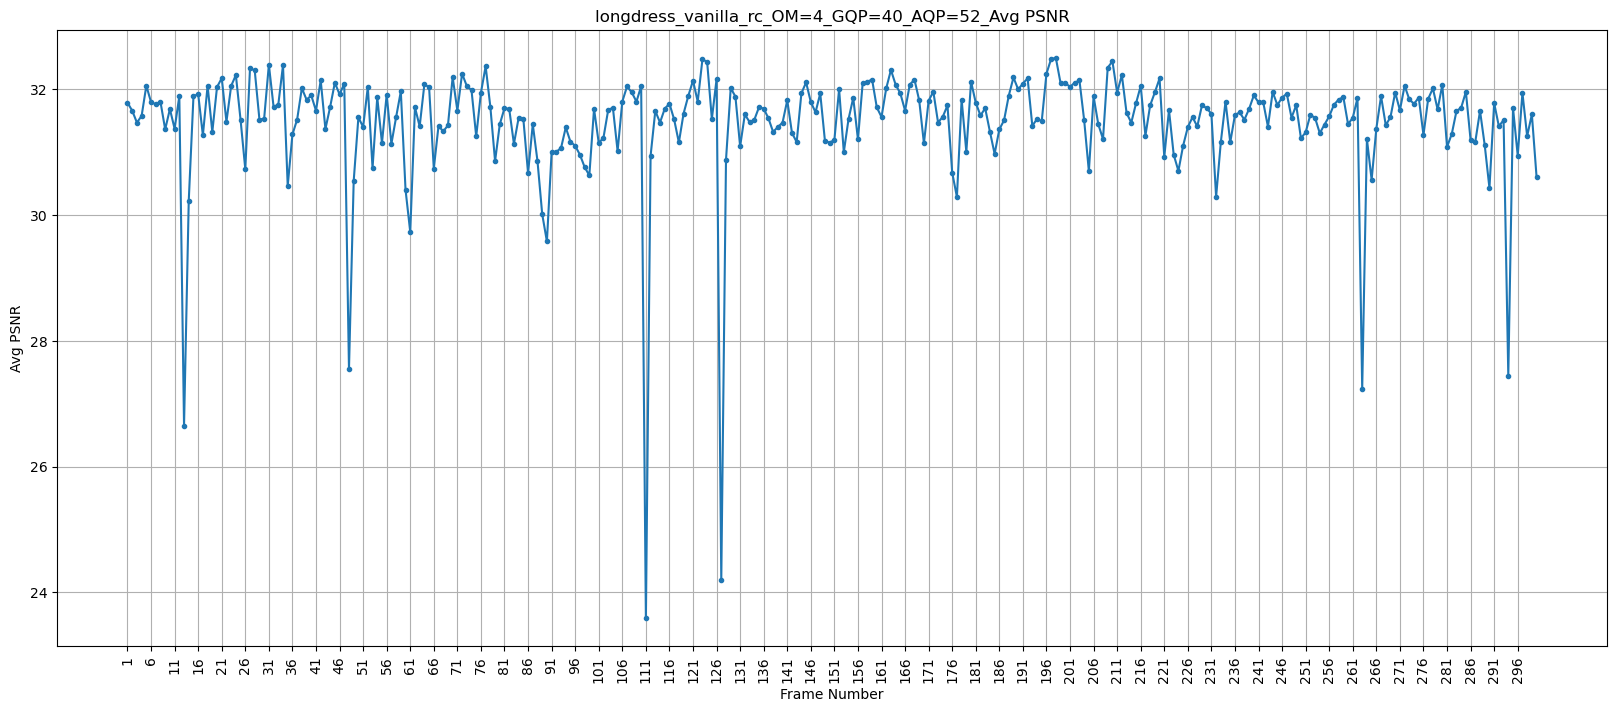 longdress_vanilla_rc_OM=4_GQP=40_AQP=52_Avg PSNR
Avg PSNR
32
30
28
26
24
1 6 11 16 21 26 31 36 41 46 51 56 61 66 71 76 81 86 91 96 101 106 111 116 121 126 131 136 141 146 151 156 161 166 171 176 181 186 191 196 201 206 211 216 221 226 231 236 241 246 251 256 261 266 271 276 281 286 291 296
Frame Number